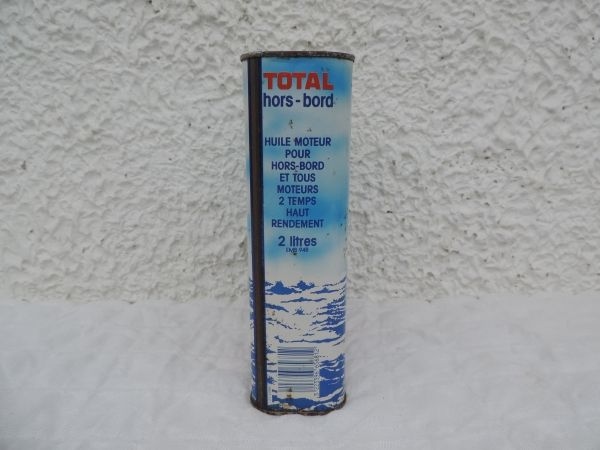 TOTAL
hors-bord
HUILE MOTEUR
POUR
HORS-BORD
ET TOUS
MOTEURS
2 TEMPS
HAUT
RENDEMENT
2 litres